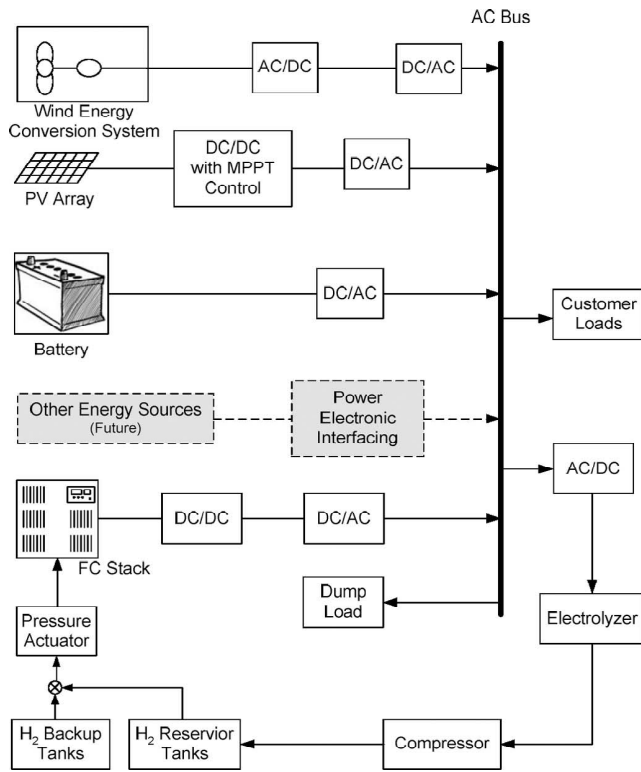 AC Bus
AC/DC
DC/AC
Wind Energy
Conversion System
DC/DC
with MPPT
Control
DC/AC
PV Array
DC/AC
Battery
Customer
Loads
Other Energy Sources
(Future)
Power
Electronic
Interfacing
AC/DC
DC/DC
DC/AC
FC Stack
Dump
Load
Electrolyzer
Pressure
Actuator
H2 Backup
Tanks
H2 Reservior
Tanks
Compressor